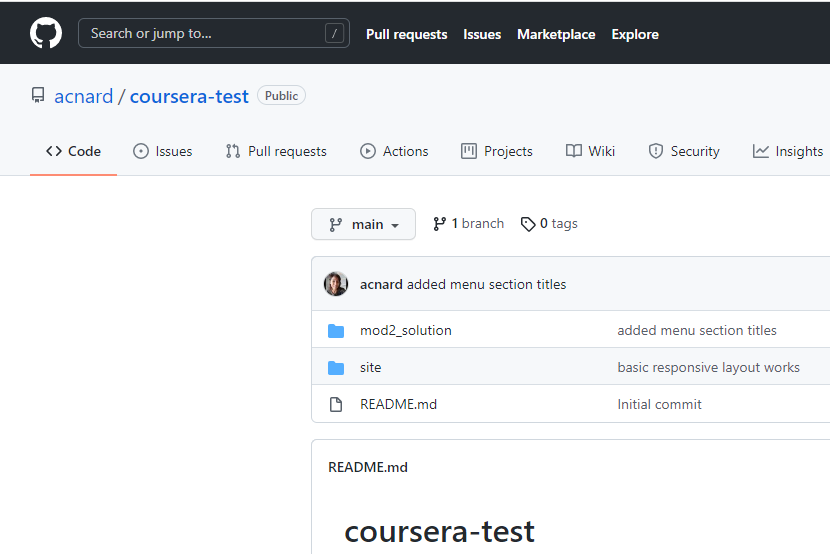 Search or jump to... / Pull requests Issues Marketplace Explore
acnard / coursera-test Public
Code Issues Pull requests Actions Projects Wiki Security Insights
main 1 branch 0 tags
acnard added menu section titles
mod2_solution added menu section titles
site basic responsive layout works
README.md Initial commit
README.md
coursera-test